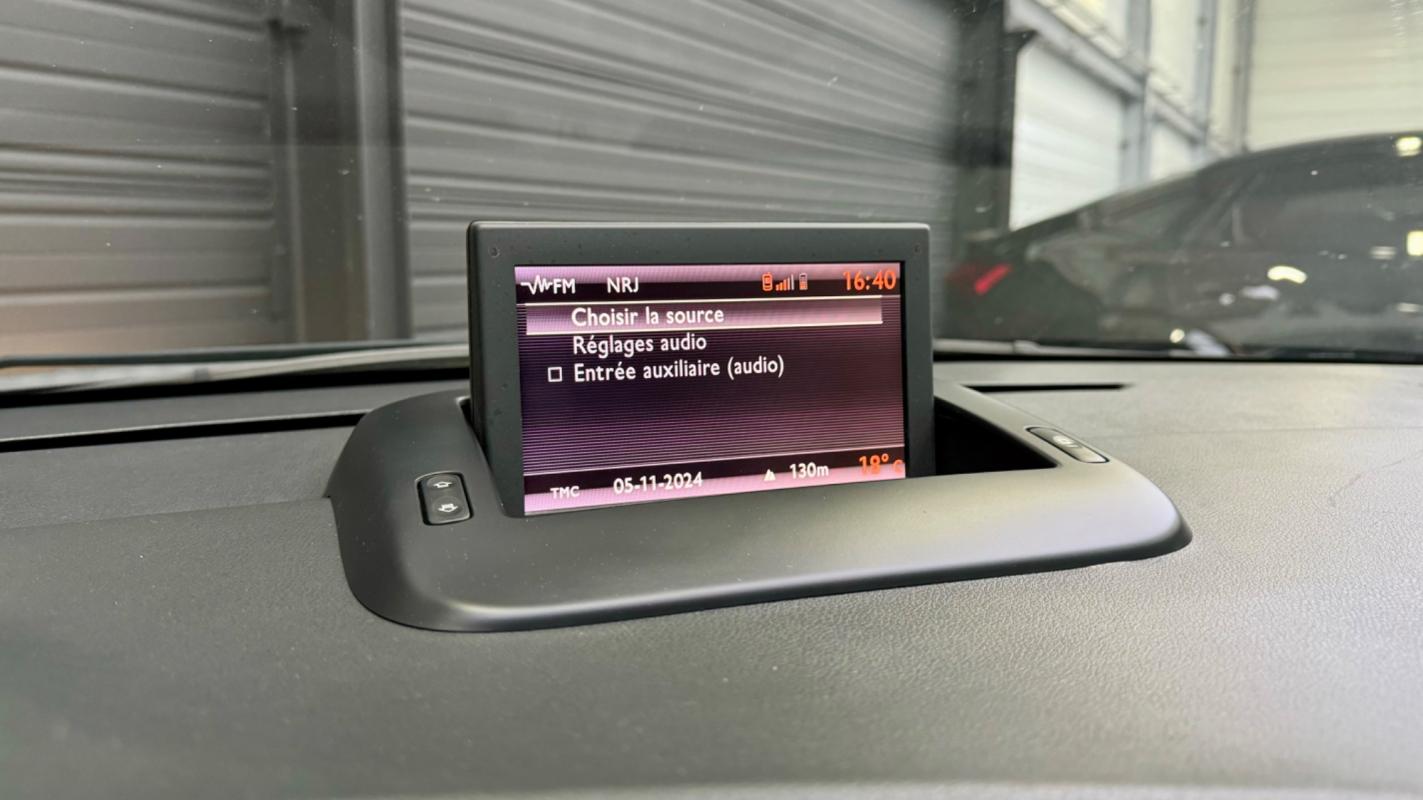 FM NRJ 16:40
Choisir la source
Réglages audio
Entrée auxiliaire (audio)
TMC 05-11-2024 130m 18° C